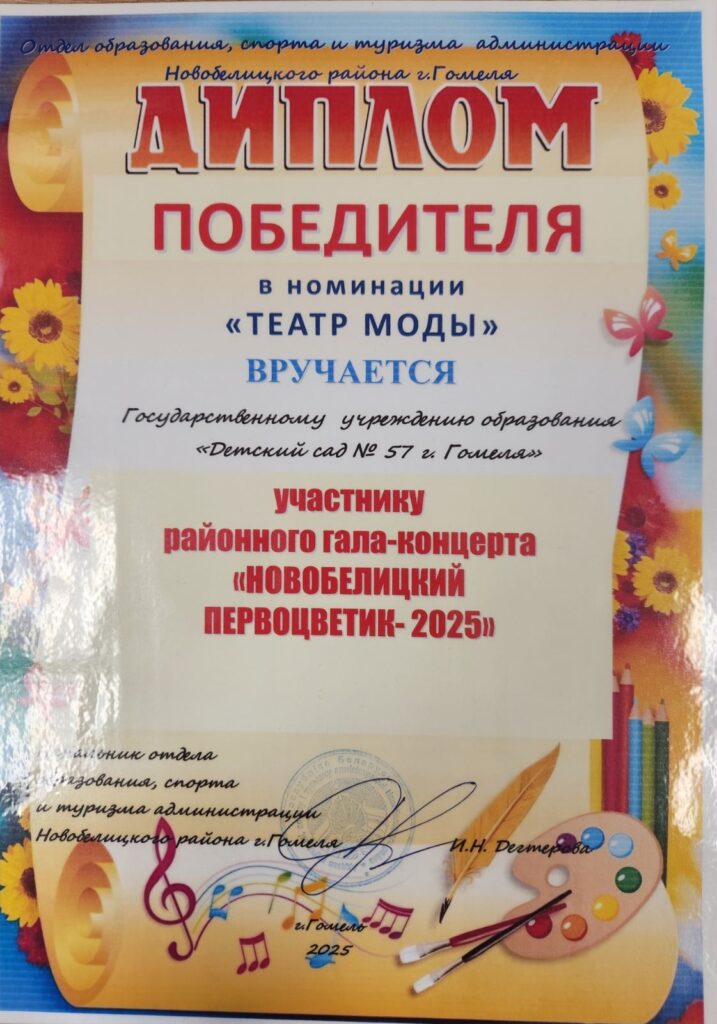 Отдел образования, спорта и туризма администрации
Новобелицкого района г.Гомеля
ДИПЛОМ
ПОБЕДИТЕЛЯ
в номинации
«ТЕАТР МОДЫ»
ВРУЧАЕТСЯ
Государственному учреждению образования
«Детский сад № 57 г. Гомеля»
участнику
районного гала-концерта
«НОВОБЕЛИЦКИЙ
ПЕРВОЦВЕТИК- 2025»
Начальник отдела
образования, спорта
и туризма администрации
Новобелицкого района г.Гомеля
И.Н. Дегтерова
г.Гомель
2025